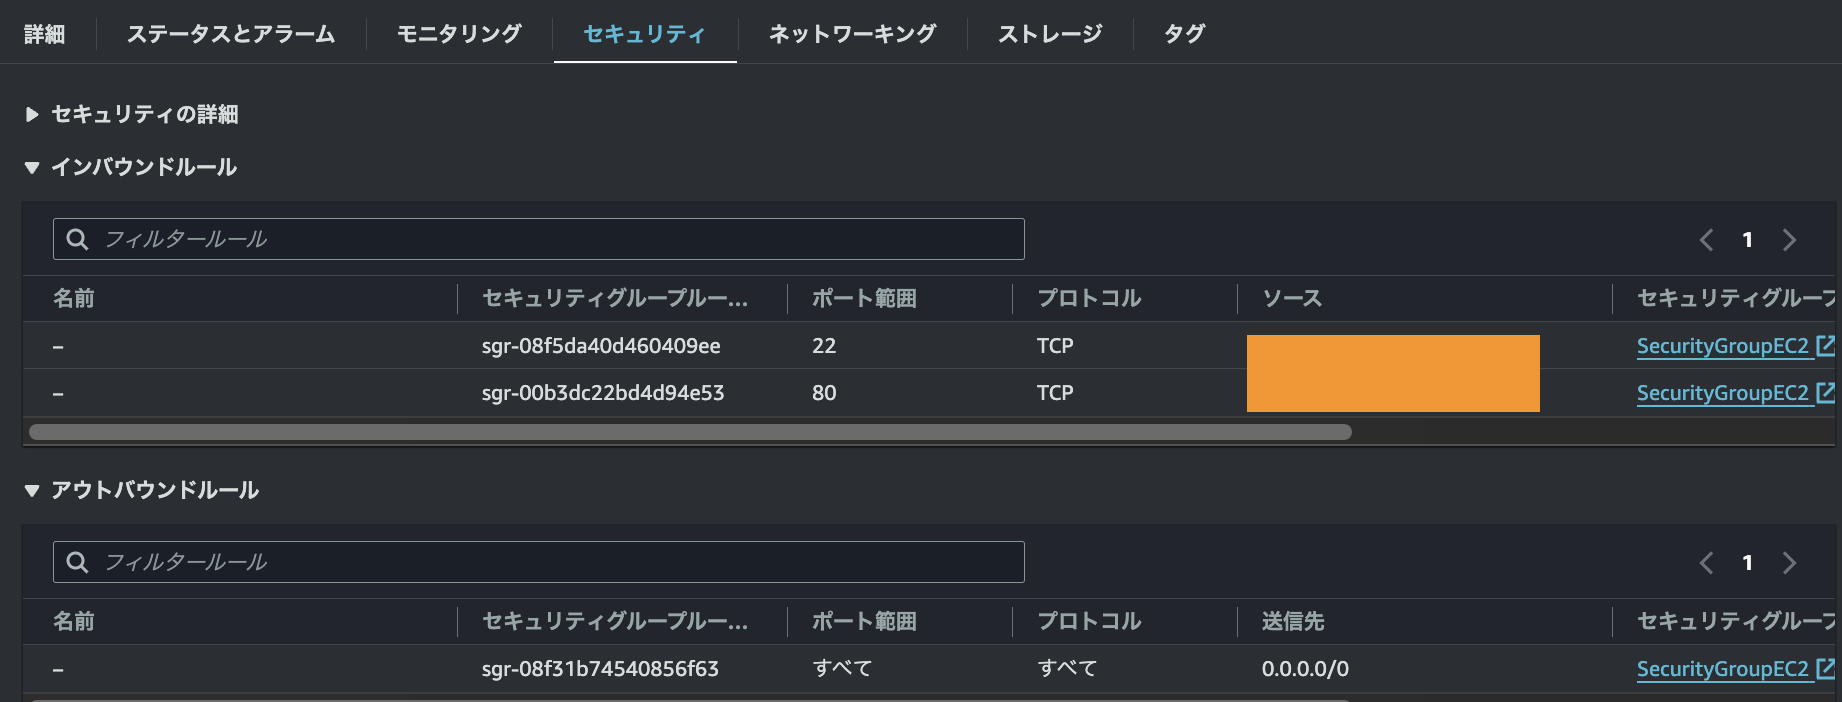 詳細 ステータスとアラーム モニタリング セキュリティ ネットワーキング ストレージ タグ
セキュリティの詳細
インバウンドルール
フィルタールール 1
名前 セキュリティグループルー... ポート範囲 プロトコル ソース セキュリティグループ
– sgr-08f5da40d460409ee 22 TCP SecurityGroupEC2
– sgr-00b3dc22bd4d94e53 80 TCP SecurityGroupEC2
アウトバウンドルール
フィルタールール 1
名前 セキュリティグループルー... ポート範囲 プロトコル 送信先 セキュリティグループ
– sgr-08f31b74540856f63 すべて すべて 0.0.0.0/0 SecurityGroupEC2